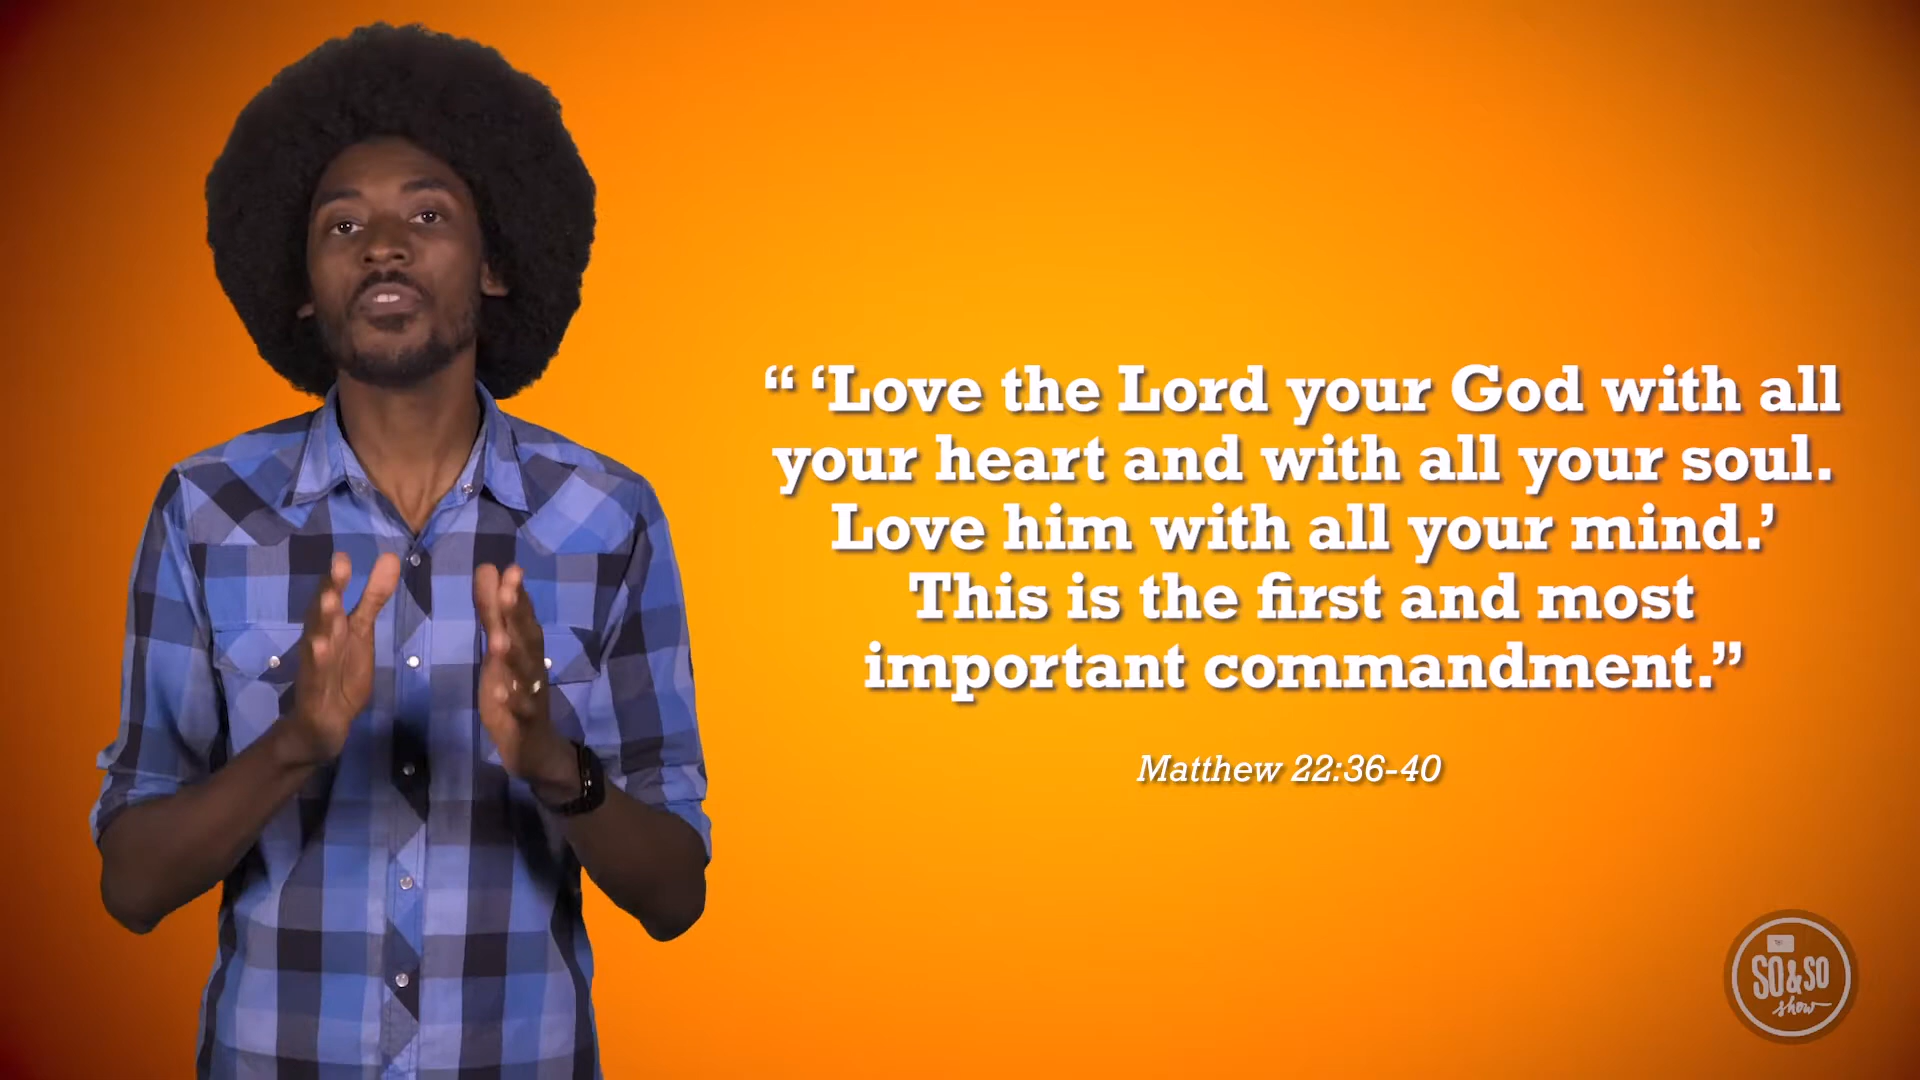 “ ‘Love the Lord your God with all
your heart and with all your soul.
Love him with all your mind.’
This is the first and most
important commandment.”
Matthew 22:36-40
SO&SO
show